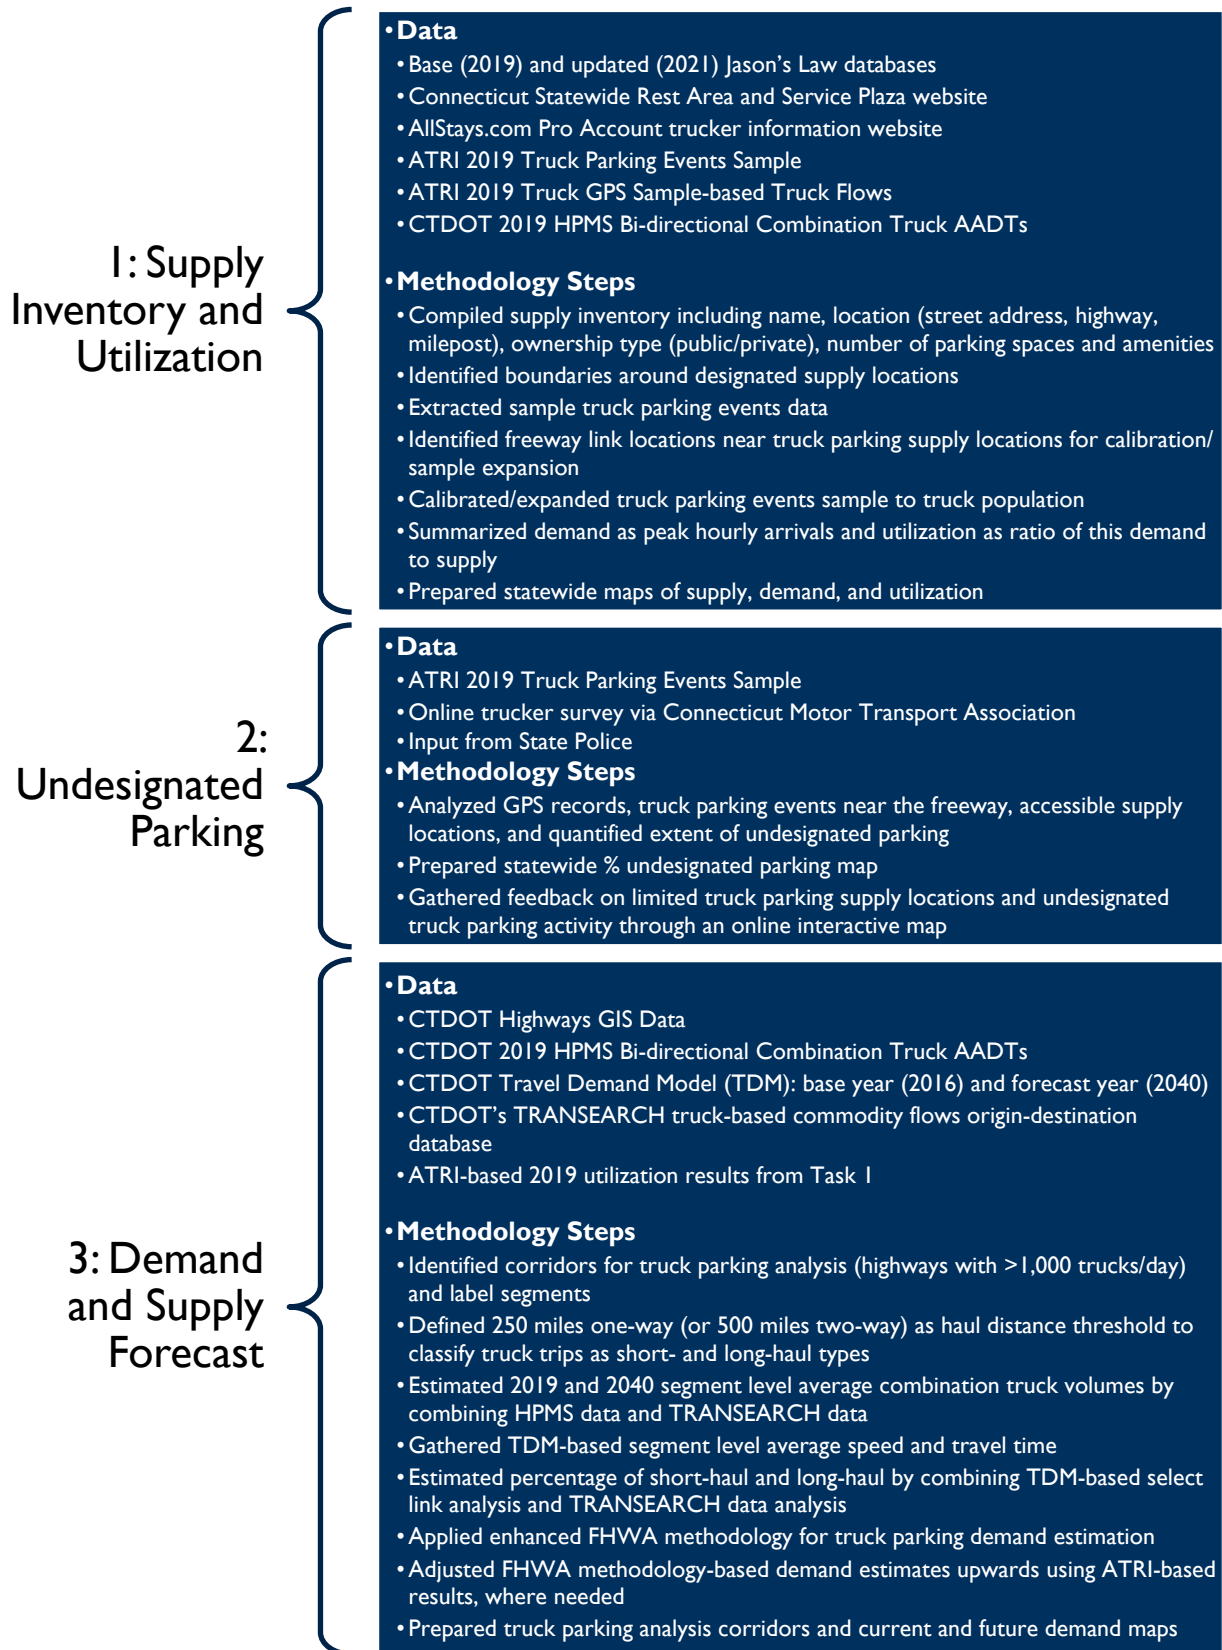 1: Supply
Inventory and
Utilization
•Data
•Base (2019) and updated (2021) Jason's Law databases
•Connecticut Statewide Rest Area and Service Plaza website
•AllStays.com Pro Account trucker information website
•ATRI 2019 Truck Parking Events Sample
•ATRI 2019 Truck GPS Sample-based Truck Flows
•CTDOT 2019 HPMS Bi-directional Combination Truck AADTs
•Methodology Steps
•Compiled supply inventory including name, location (street address, highway,
milepost), ownership type (public/private), number of parking spaces and amenities
•Identified boundaries around designated supply locations
•Extracted sample truck parking events data
•Identified freeway link locations near truck parking supply locations for calibration/
sample expansion
•Calibrated/expanded truck parking events sample to truck population
•Summarized demand as peak hourly arrivals and utilization as ratio of this demand
to supply
•Prepared statewide maps of supply, demand, and utilization
2:
Undesignated
Parking
•Data
•ATRI 2019 Truck Parking Events Sample
•Online trucker survey via Connecticut Motor Transport Association
•Input from State Police
•Methodology Steps
•Analyzed GPS records, truck parking events near the freeway, accessible supply
locations, and quantified extent of undesignated parking
•Prepared statewide % undesignated parking map
•Gathered feedback on limited truck parking supply locations and undesignated
truck parking activity through an online interactive map
3: Demand
and Supply
Forecast
•Data
•CTDOT Highways GIS Data
•CTDOT 2019 HPMS Bi-directional Combination Truck AADTs
•CTDOT Travel Demand Model (TDM): base year (2016) and forecast year (2040)
•CTDOT's TRANSEARCH truck-based commodity flows origin-destination
database
•ATRI-based 2019 utilization results from Task 1
•Methodology Steps
•Identified corridors for truck parking analysis (highways with >1,000 trucks/day)
and label segments
•Defined 250 miles one-way (or 500 miles two-way) as haul distance threshold to
classify truck trips as short- and long-haul types
•Estimated 2019 and 2040 segment level average combination truck volumes by
combining HPMS data and TRANSEARCH data
•Gathered TDM-based segment level average speed and travel time
•Estimated percentage of short-haul and long-haul by combining TDM-based select
link analysis and TRANSEARCH data analysis
•Applied enhanced FHWA methodology for truck parking demand estimation
•Adjusted FHWA methodology-based demand estimates upwards using ATRI-based
results, where needed
•Prepared truck parking analysis corridors and current and future demand maps